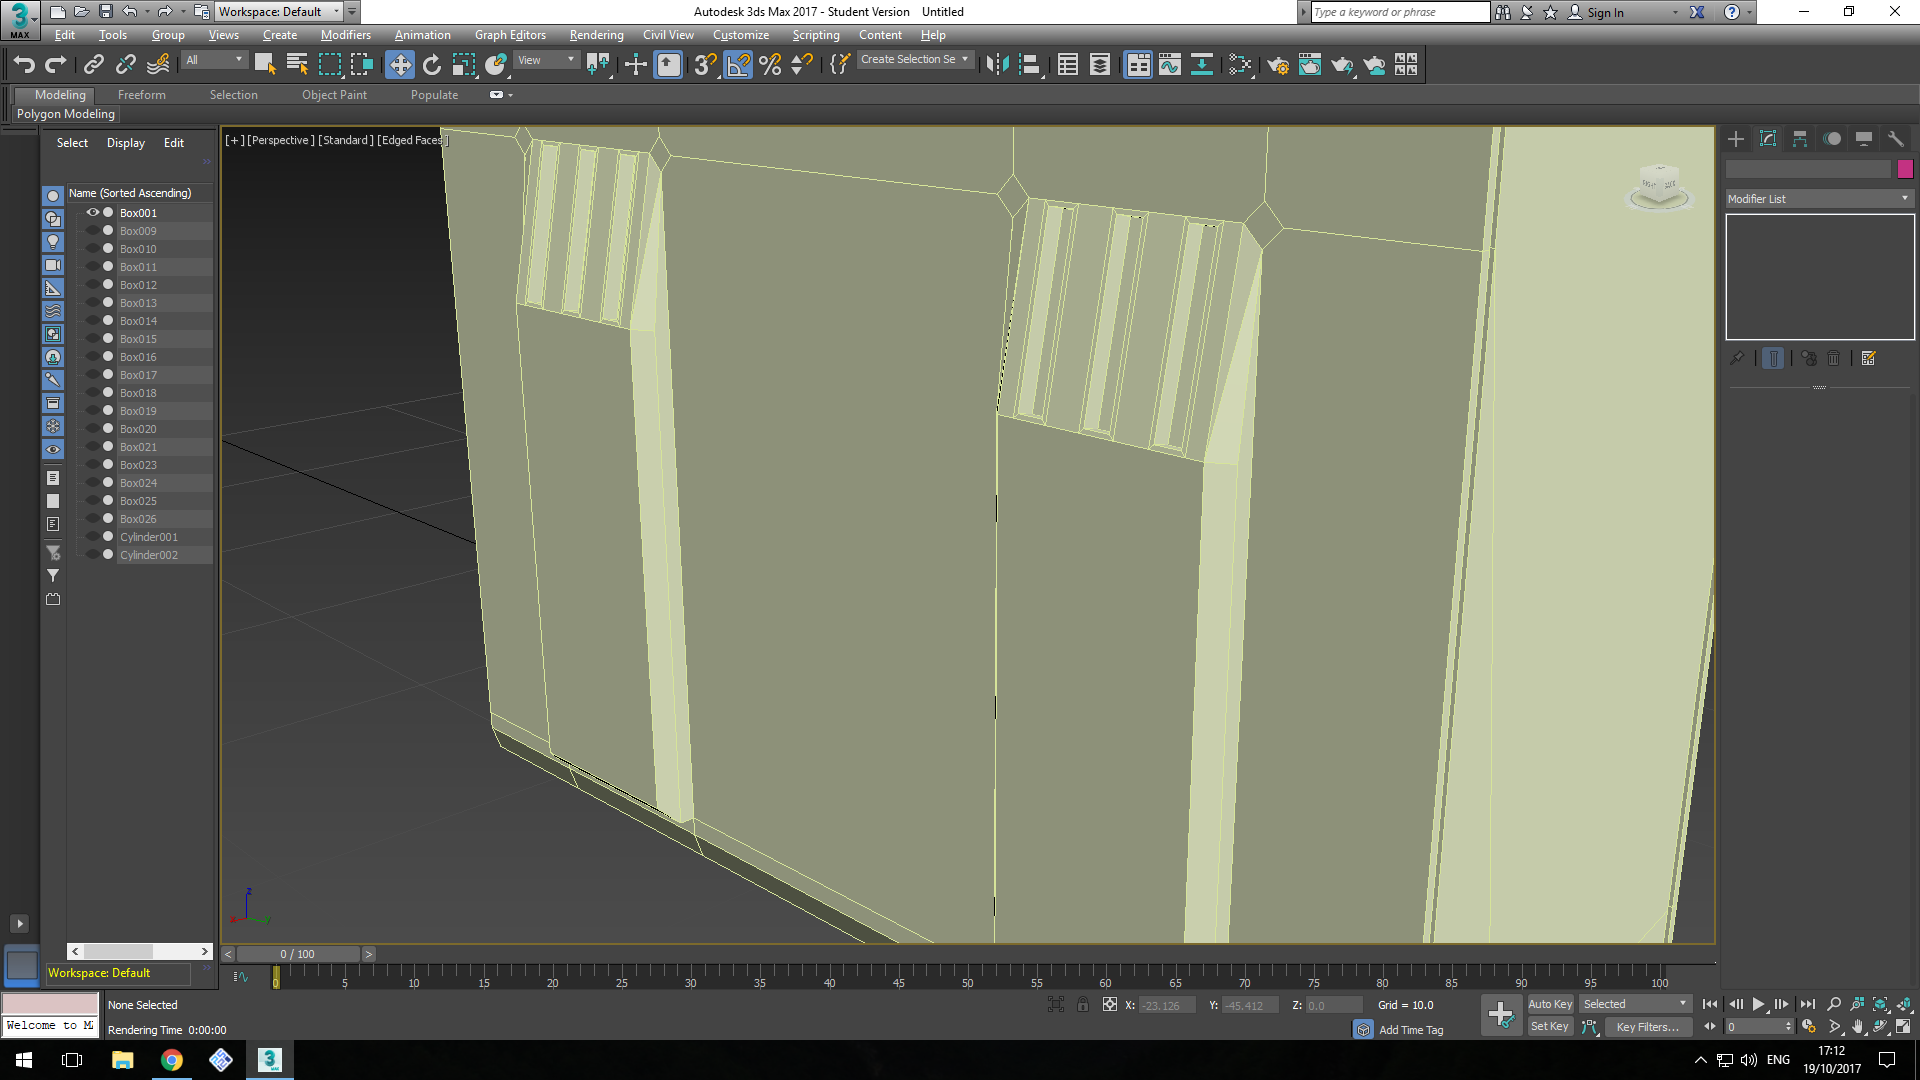 Workspace: Default
Autodesk 3ds Max 2017 - Student Version    Untitled
Type a keyword or phrase
Sign In
MAX
Edit Tools Group Views Create Modifiers Animation Graph Editors Rendering Civil View Customize Scripting Content Help
All
View
Create Selection Se
Modeling Freeform Selection Object Paint Populate
Polygon Modeling
Select Display Edit
[+] [Perspective] [Standard] [Edged Faces]
Name (Sorted Ascending)
Modifier List
Box001
Box009
Box010
Box011
Box012
Box013
Box014
Box015
Box016
Box017
Box018
Box019
Box020
Box021
Box023
Box024
Box025
Box026
Cylinder001
Cylinder002
RIGHT BACK
z
x y
0 / 100
Workspace: Default
0 5 10 15 20 25 30 35 40 45 50 55 60 65 70 75 80 85 90 95 100
None Selected
X: -23.126 Y: -45.412 Z: 0.0 Grid = 10.0
Auto Key Selected
Welcome to M
Rendering Time 0:00:00
Add Time Tag
Set Key Key Filters...
0
ENG
17:12
19/10/2017